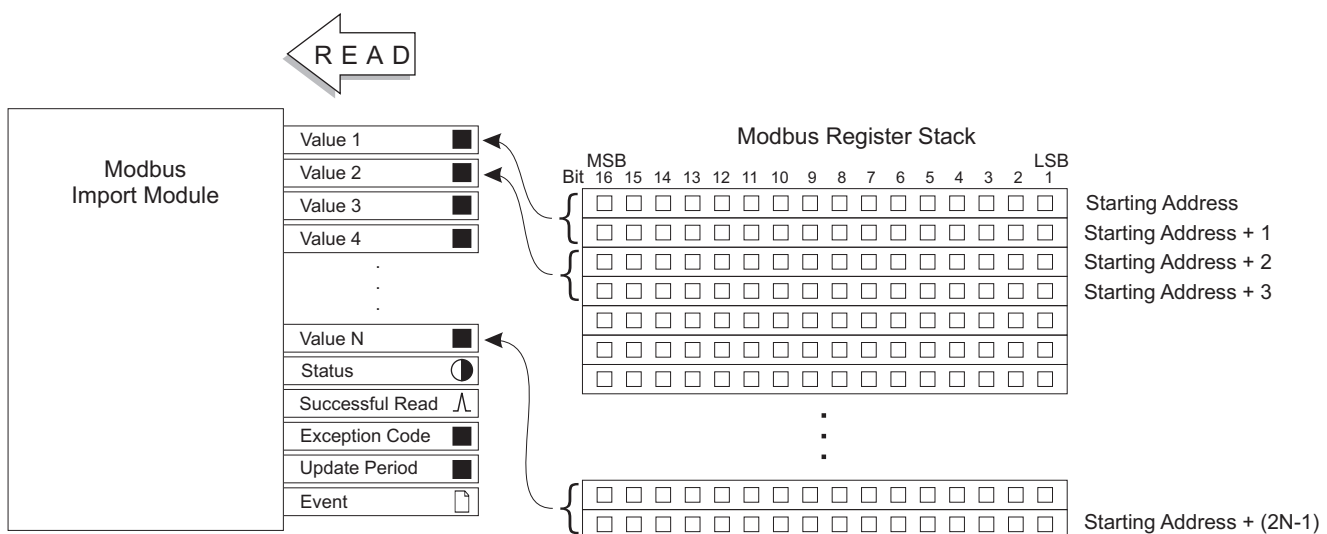 READ
Modbus
Import Module
Value 1
Value 2
Value 3
Value 4
.
.
.
Value N
Status
Successful Read
Exception Code
Update Period
Event
Modbus Register Stack
MSB LSB
Bit 16 15 14 13 12 11 10 9 8 7 6 5 4 3 2 1
Starting Address
Starting Address + 1
Starting Address + 2
Starting Address + 3
.
.
.
Starting Address + (2N-1)